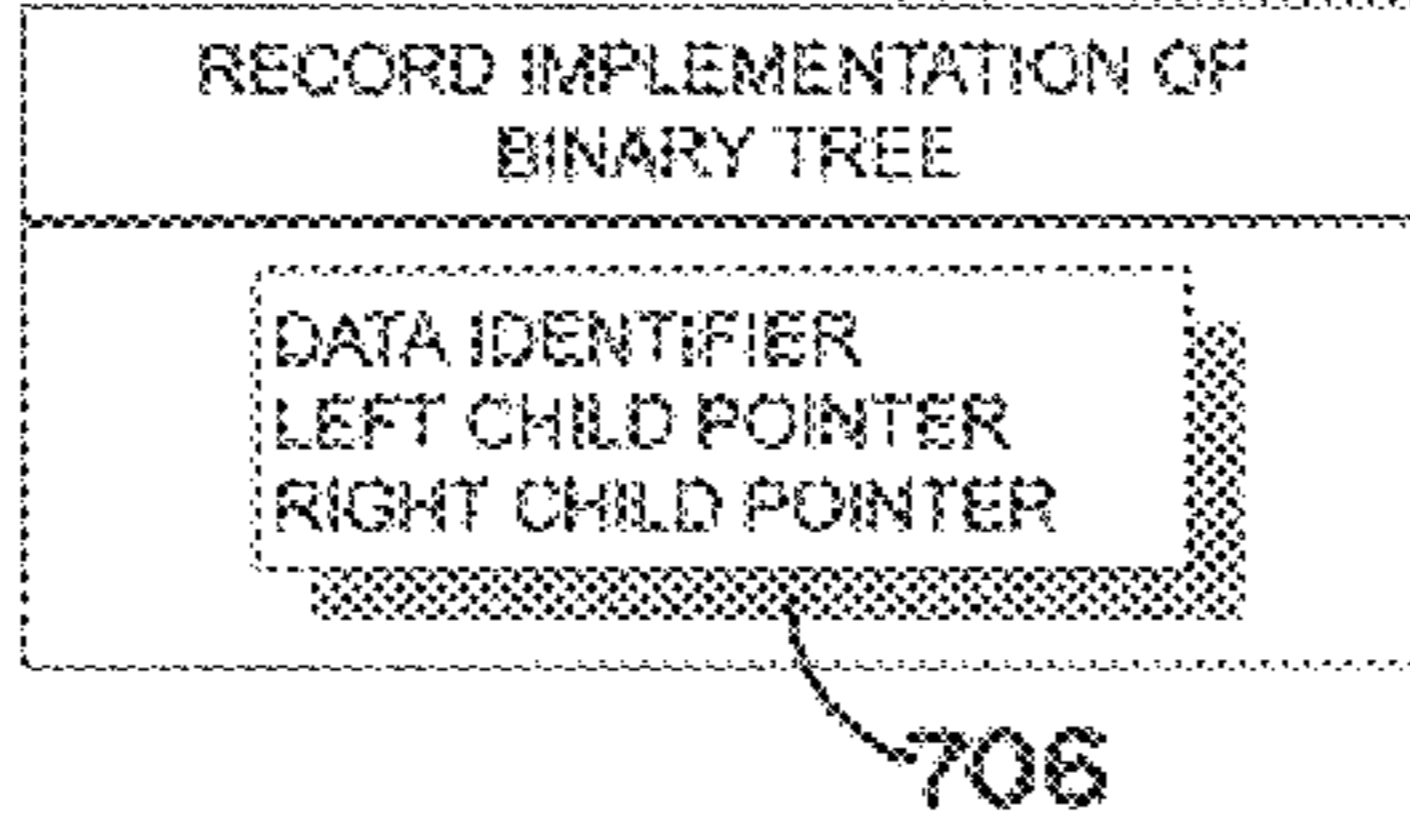 RECORD IMPLEMENTATION OF
BINARY TREE
DATA IDENTIFIER
LEFT CHILD POINTER
RIGHT CHILD POINTER
706